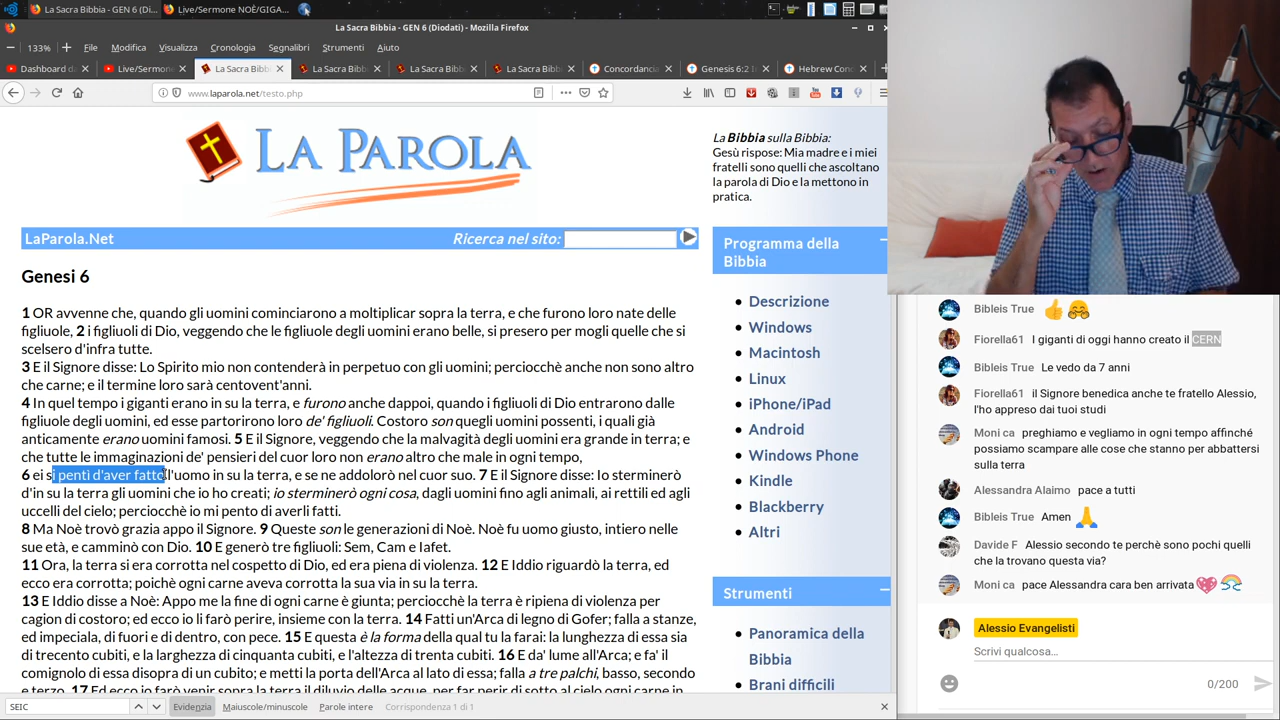 La Sacra Bibbia - GEN 6 (Di...
Live/Sermone NOÈ/GIGA...
La Sacra Bibbia - GEN 6 (Diodati) - Mozilla Firefox
133% File Modifica Visualizza Cronologia Segnalibri Strumenti Aiuto
Dashboard d
Live/Sermon
La Sacra Bibb
La Sacra Bibb
La Sacra Bib
La Sacra Bibb
Concordanci
Genesis 6:2 I
Hebrew Con
www.laparola.net/testo.php
LA PAROLA
La Bibbia sulla Bibbia:
Gesù rispose: Mia madre e i miei
fratelli sono quelli che ascoltano
la parola di Dio e la mettono in
pratica.
LaParola.Net
Ricerca nel sito:
Genesi 6
1 OR avvenne che, quando gli uomini cominciarono a moltiplicar sopra la terra, e che furono loro nate delle
figliuole, 2 i figliuoli di Dio, veggendo che le figliuole degli uomini erano belle, si presero per mogli quelle che si
scelsero d'infra tutte.
3 E il Signore disse: Lo Spirito mio non contenderà in perpetuo con gli uomini; perciocchè anche non sono altro
che carne; e il termine loro sarà centovent'anni.
4 In quel tempo i giganti erano in su la terra, e furono anche dappoi, quando i figliuoli di Dio entrarono dalle
figliuole degli uomini, ed esse partorirono loro de' figliuoli. Costoro son quegli uomini possenti, i quali già
anticamente erano uomini famosi. 5 E il Signore, veggendo che la malvagità degli uomini era grande in terra; e
che tutte le immaginazioni de' pensieri del cuor loro non erano altro che male in ogni tempo,
6 ei si pentì d'aver fatto l'uomo in su la terra, e se ne addolorò nel cuor suo. 7 E il Signore disse: Io sterminerò
d'in su la terra gli uomini che io ho creati; io sterminerò ogni cosa, dagli uomini fino agli animali, ai rettili ed agli
uccelli del cielo; perciocchè io mi pento di averli fatti.
8 Ma Noè trovò grazia appo il Signore. 9 Queste son le generazioni di Noè. Noè fu uomo giusto, intiero nelle
sue età, e camminò con Dio. 10 E generò tre figliuoli: Sem, Cam e Iafet.
11 Ora, la terra si era corrotta nel cospetto di Dio, ed era piena di violenza. 12 E Iddio riguardò la terra, ed
ecco era corrotta; poichè ogni carne aveva corrotta la sua via in su la terra.
13 E Iddio disse a Noè: Appo me la fine di ogni carne è giunta; perciocchè la terra è ripiena di violenza per
cagion di costoro; ed ecco io li farò perire, insieme con la terra. 14 Fatti un'Arca di legno di Gofer; falla a stanze,
ed impeciala, di fuori e di dentro, con pece. 15 E questa è la forma della qual tu la farai: la lunghezza di essa sia
di trecento cubiti, e la larghezza di cinquanta cubiti, e l'altezza di trenta cubiti. 16 E da' lume all'Arca; e fa' il
comignolo di essa disopra di un cubito; e metti la porta dell'Arca al lato di essa; falla a tre palchi, basso, secondo
e terzo. 17 Ed ecco io farò venir sopra la terra il diluvio delle acque, per far perir di sotto al cielo ogni carne in
Programma della
Bibbia
Descrizione
Windows
Macintosh
Linux
iPhone/iPad
Android
Windows Phone
Kindle
Blackberry
Altri
Strumenti
Panoramica della
Bibbia
Brani difficili
Bibleis True
Fiorella61 I giganti di oggi hanno creato il CERN
Bibleis True Le vedo da 7 anni
Fiorella61 il Signore benedica anche te fratello Alessio,
l'ho appreso dai tuoi studi
Moni ca preghiamo e vegliamo in ogni tempo affinché
possiamo scampare alle cose che stanno per abbattersi
sulla terra
Alessandra Alaimo pace a tutti
Bibleis True Amen
Davide F Alessio secondo te perchè sono pochi quelli
che la trovano questa via?
Moni ca pace Alessandra cara ben arrivata
Alessio Evangelisti
Scrivi qualcosa…
0/200
SEIC Evidenzia Maiuscole/minuscole Parole intere Corrispondenza 1 di 1